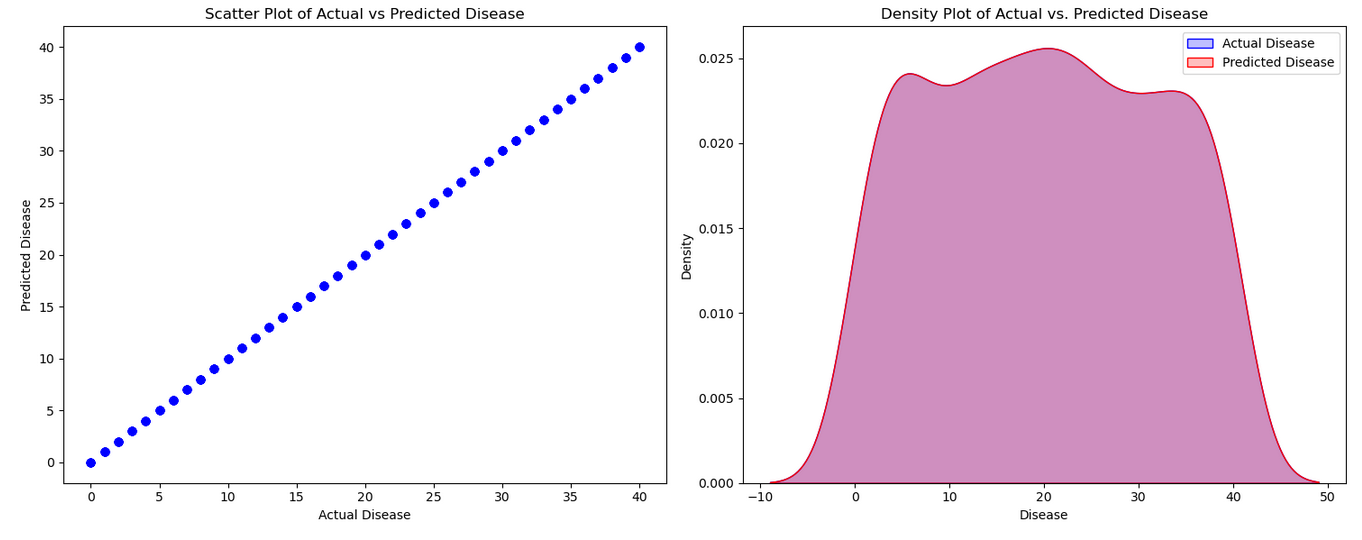 Scatter Plot of Actual vs Predicted Disease
40
35
30
25
20
15
10
5
0
Predicted Disease
0 5 10 15 20 25 30 35 40
Actual Disease
Density Plot of Actual vs. Predicted Disease
Actual Disease
Predicted Disease
0.025
0.020
0.015
0.010
0.005
0.000
Density
−10 0 10 20 30 40 50
Disease